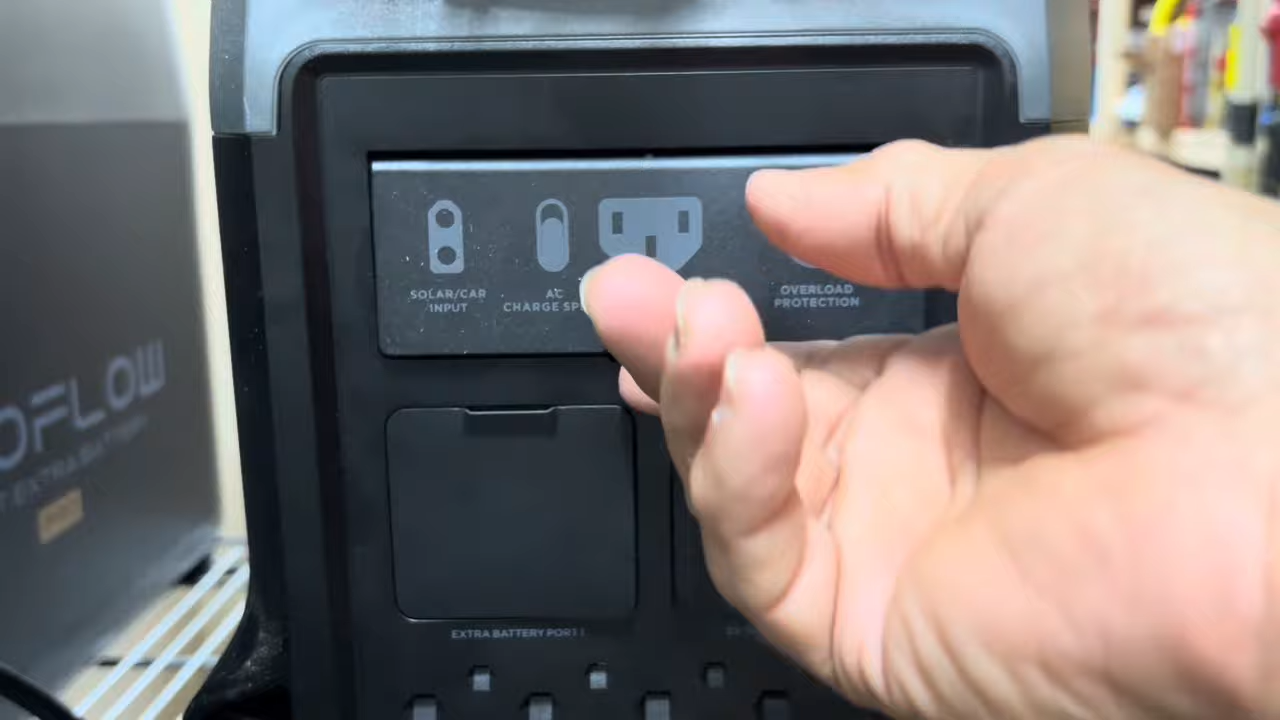 SOLAR/CAR
INPUT
AC
CHARGE SP
OVERLOAD
PROTECTION
OFLOW
EXTRA BATTERY
EXTRA BATTERY PORT 1